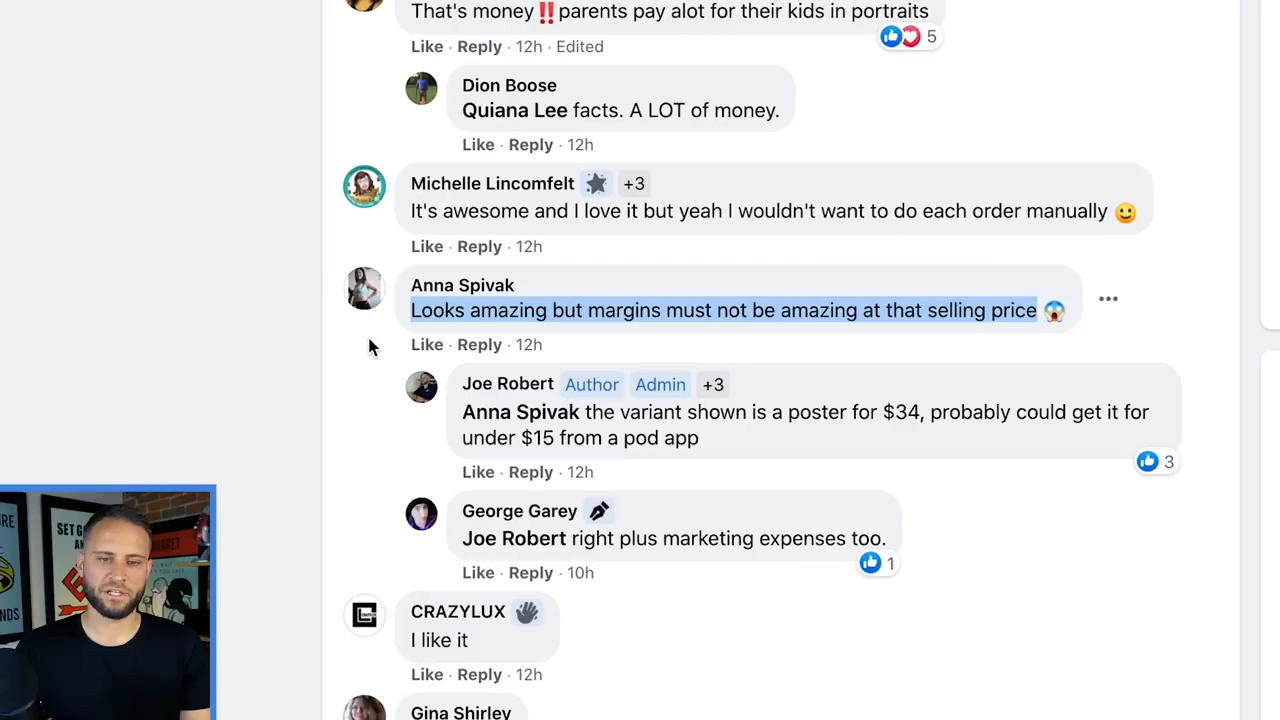 That's money‼️parents pay alot for their kids in portraits
5
Like · Reply · 12h · Edited
Dion Boose
Quiana Lee facts. A LOT of money.
Like · Reply · 12h
Michelle Lincomfelt +3
It's awesome and I love it but yeah I wouldn't want to do each order manually 🙂
Like · Reply · 12h
Anna Spivak
Looks amazing but margins must not be amazing at that selling price 😱
Like · Reply · 12h
Joe Robert Author Admin +3
Anna Spivak the variant shown is a poster for $34, probably could get it for
under $15 from a pod app
3
Like · Reply · 12h
George Garey
Joe Robert right plus marketing expenses too.
1
Like · Reply · 10h
CRAZYLUX
I like it
Like · Reply · 12h
Gina Shirley
SET